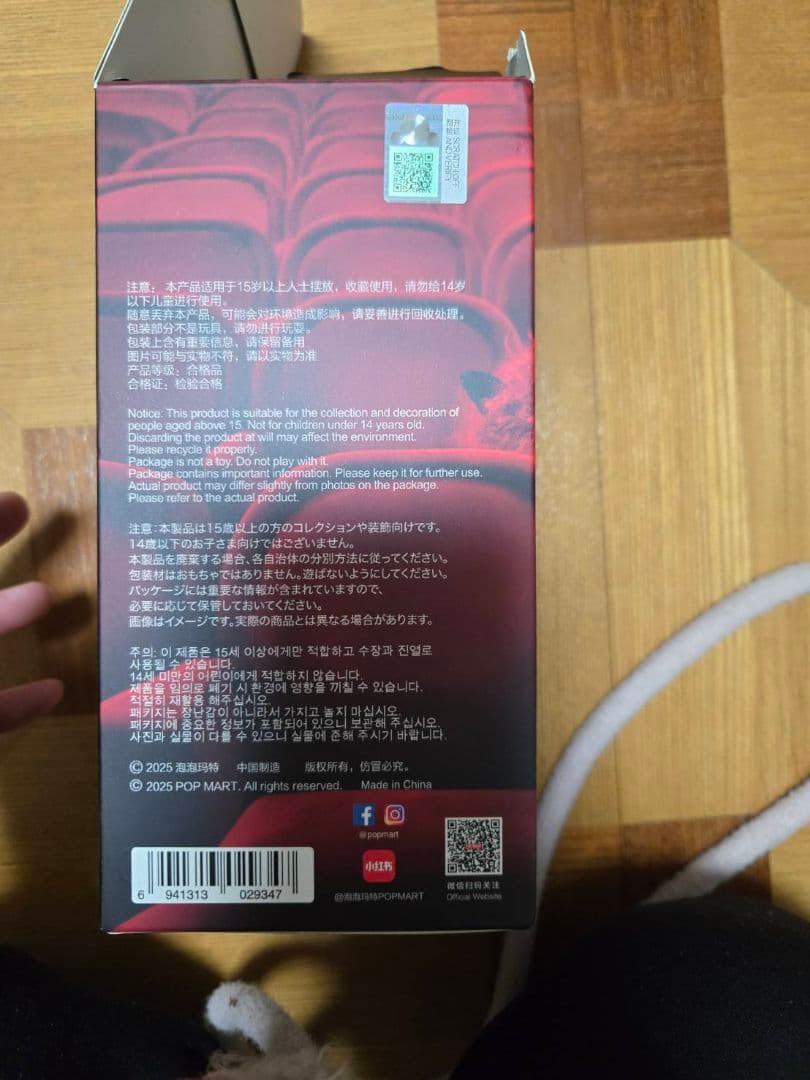 SCRATCH OFF
AND VERIFY
注意： 本产品适用于15岁以上人士摆放，收藏使用，请勿给14岁
以下儿童进行使用。
随意丢弃本产品，可能会对环境造成影响，请妥善进行回收处理。
包装部分不是玩具，请勿进行玩耍。
包装上含有重要信息，请保留备用
图片可能与实物不符，请以实物为准
产品等级：合格品
合格证：检验合格
Notice: This product is suitable for the collection and decoration of
people aged above 15. Not for children under 14 years old.
Discarding the product at will may affect the environment.
Please recycle it properly.
Package is not a toy. Do not play with it.
Package contains important information. Please keep it for further use.
Actual product may differ slightly from photos on the package.
Please refer to the actual product.
注意：本製品は15歳以上の方のコレクションや装飾向けです。
14歳以下のお子さま向けではございません。
本製品を廃棄する場合、各自治体の分別方法に従ってください。
包装材はおもちゃではありません。遊ばないようにしてください。
パッケージには重要な情報が含まれていますので、
必要に応じて保管しておいてください。
画像はイメージです。実際の商品とは異なる場合があります。
주의: 이 제품은 15세 이상에게만 적합하고 수장과 진열로
사용될 수 있습니다.
14세 미만의 어린이에게 적합하지 않습니다.
제품을 임의로 폐기 시 환경에 영향을 끼칠 수 있습니다.
적절히 재활용 해주십시오.
패키지는 장난감이 아니라서 가지고 놀지 마십시오.
패키지에 중요한 정보가 포함되어 있으니 보관해 주십시오.
사진과 실물이 다를 수 있으니 실물에 준해 주시기 바랍니다.
© 2025 泡泡玛特 中国制造 版权所有，仿冒必究。
© 2025 POP MART. All rights reserved. Made in China
@popmart
小红书
@泡泡玛特POPMART
微信扫码关注
Official Website
6 941313 029347